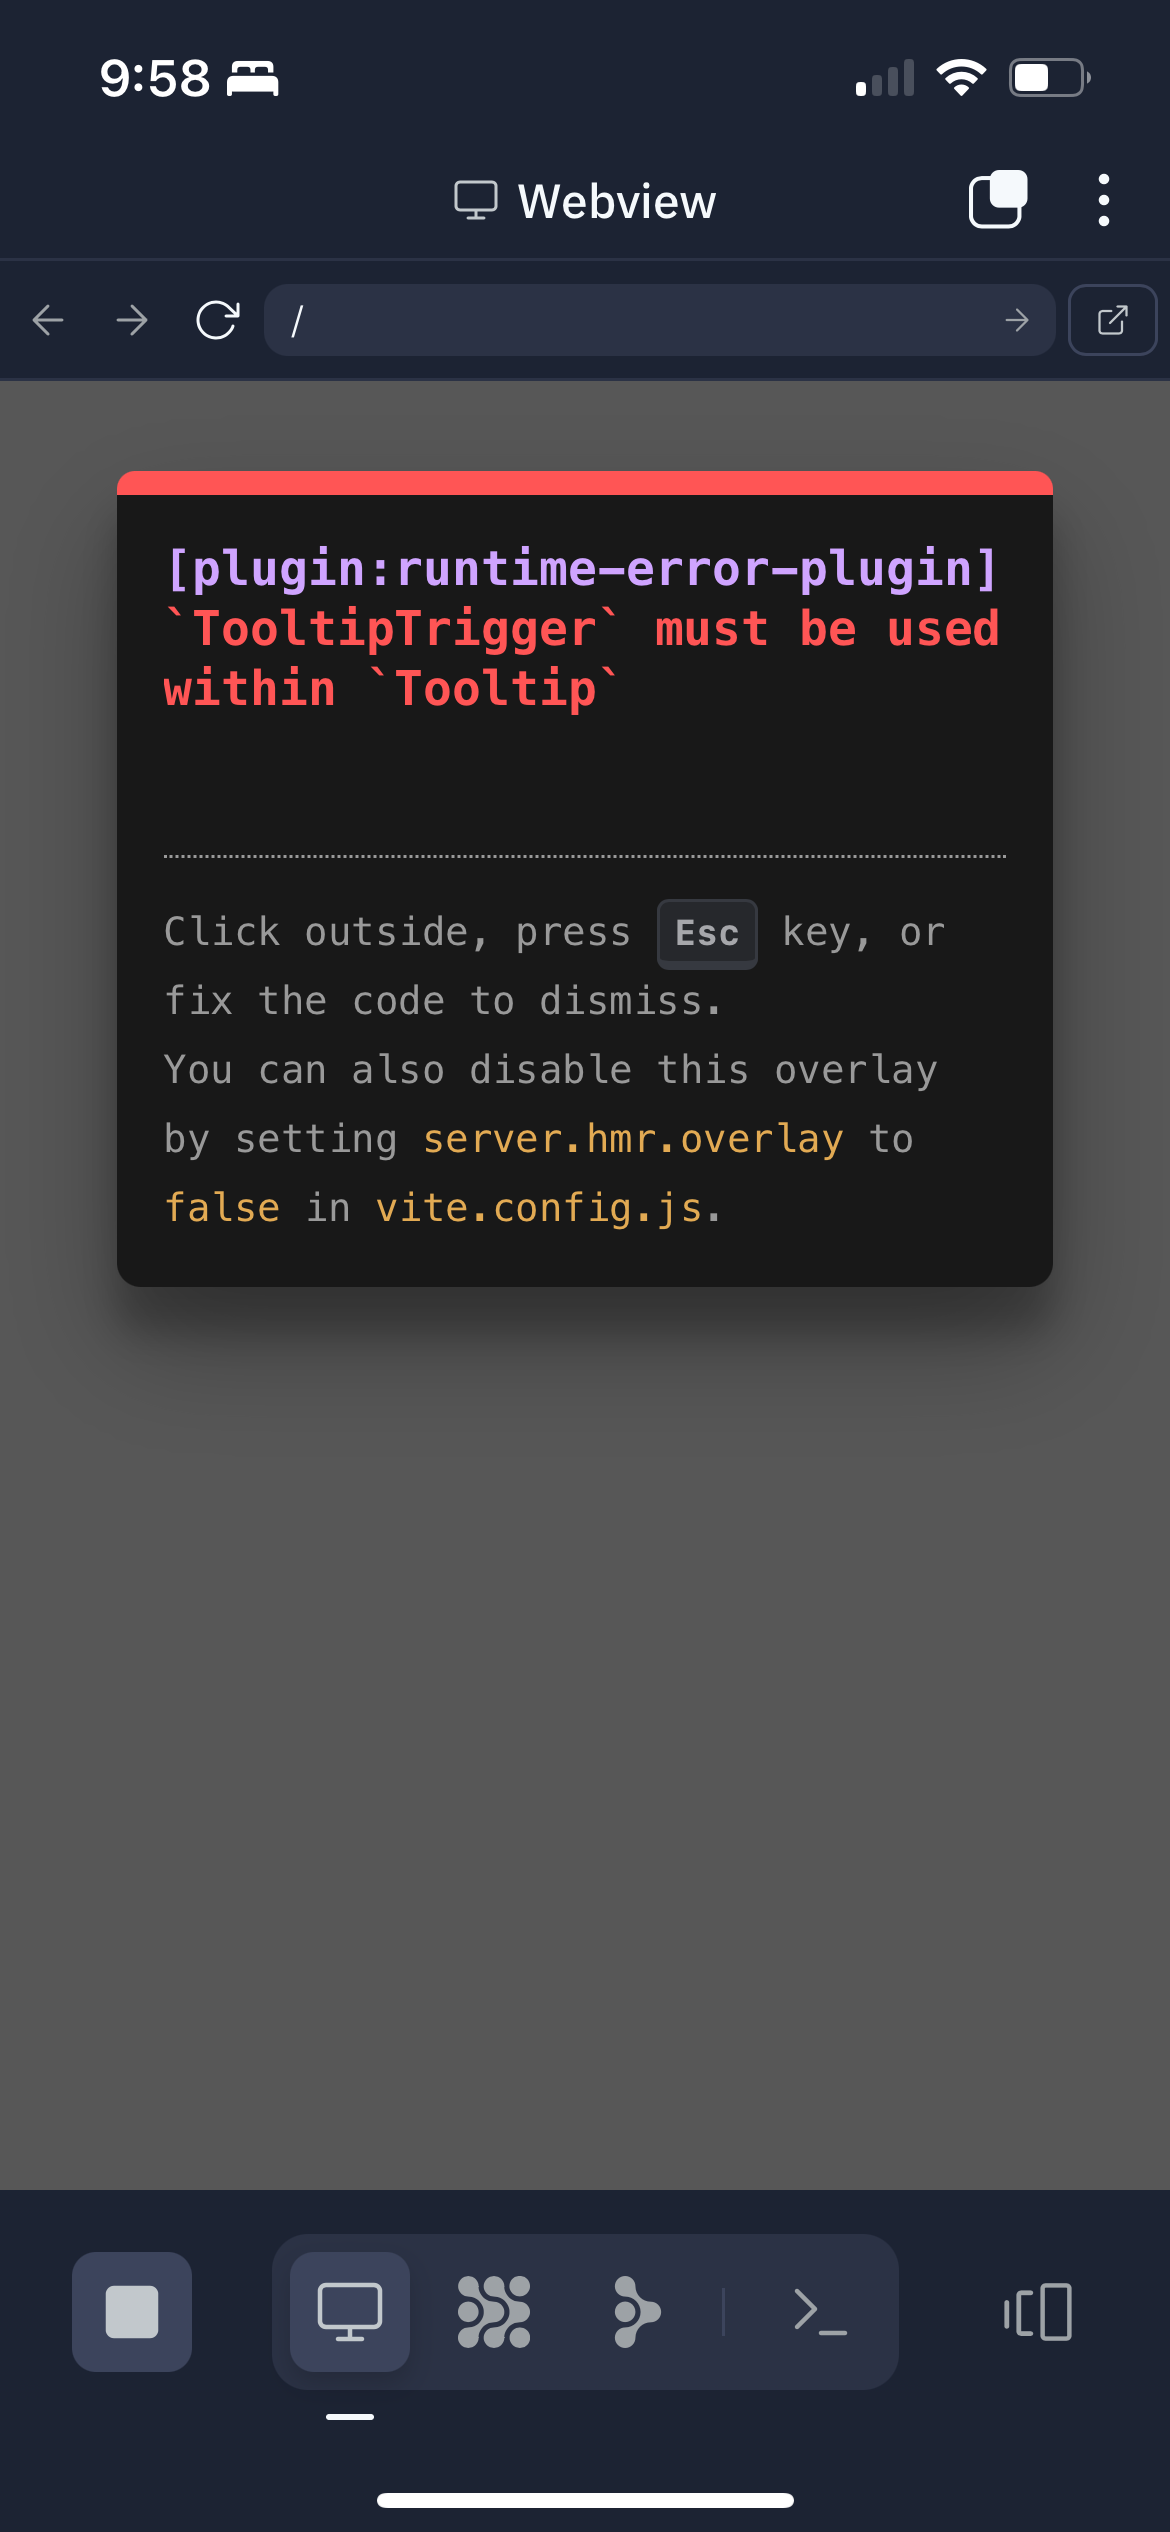 9:58
Webview
/
[plugin:runtime-error-plugin]
`TooltipTrigger` must be used
within `Tooltip`
Click outside, press Esc key, or
fix the code to dismiss.
You can also disable this overlay
by setting server.hmr.overlay to
false in vite.config.js.